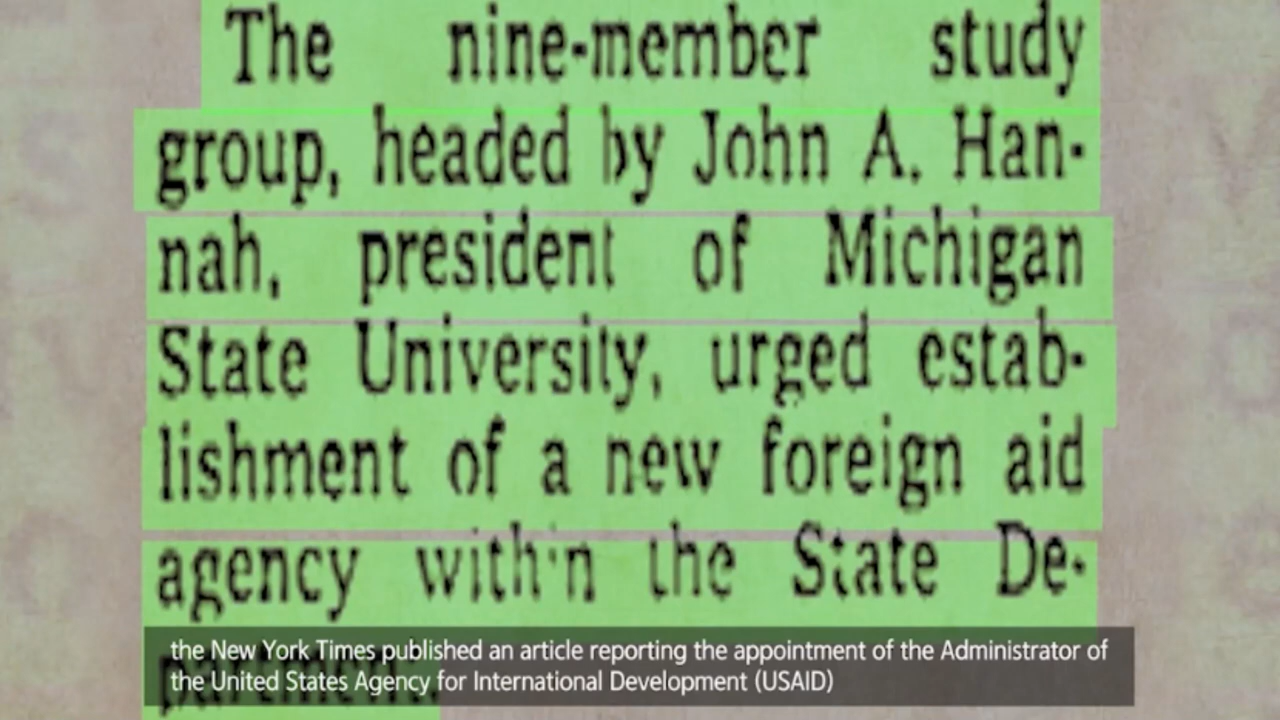 The nine-member study
group, headed by John A. Han-
nah, president of Michigan
State University, urged estab-
lishment of a new foreign aid
agency within the State De-
the New York Times published an article reporting the appointment of the Administrator of
the United States Agency for International Development (USAID)